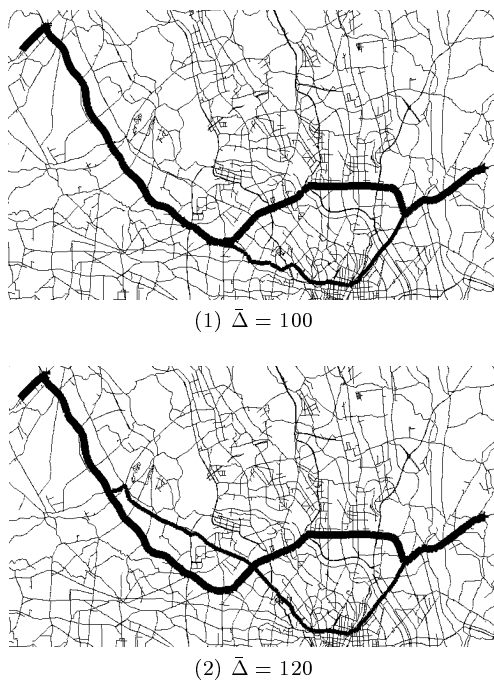 (1) Δ̄ = 100
(2) Δ̄ = 120